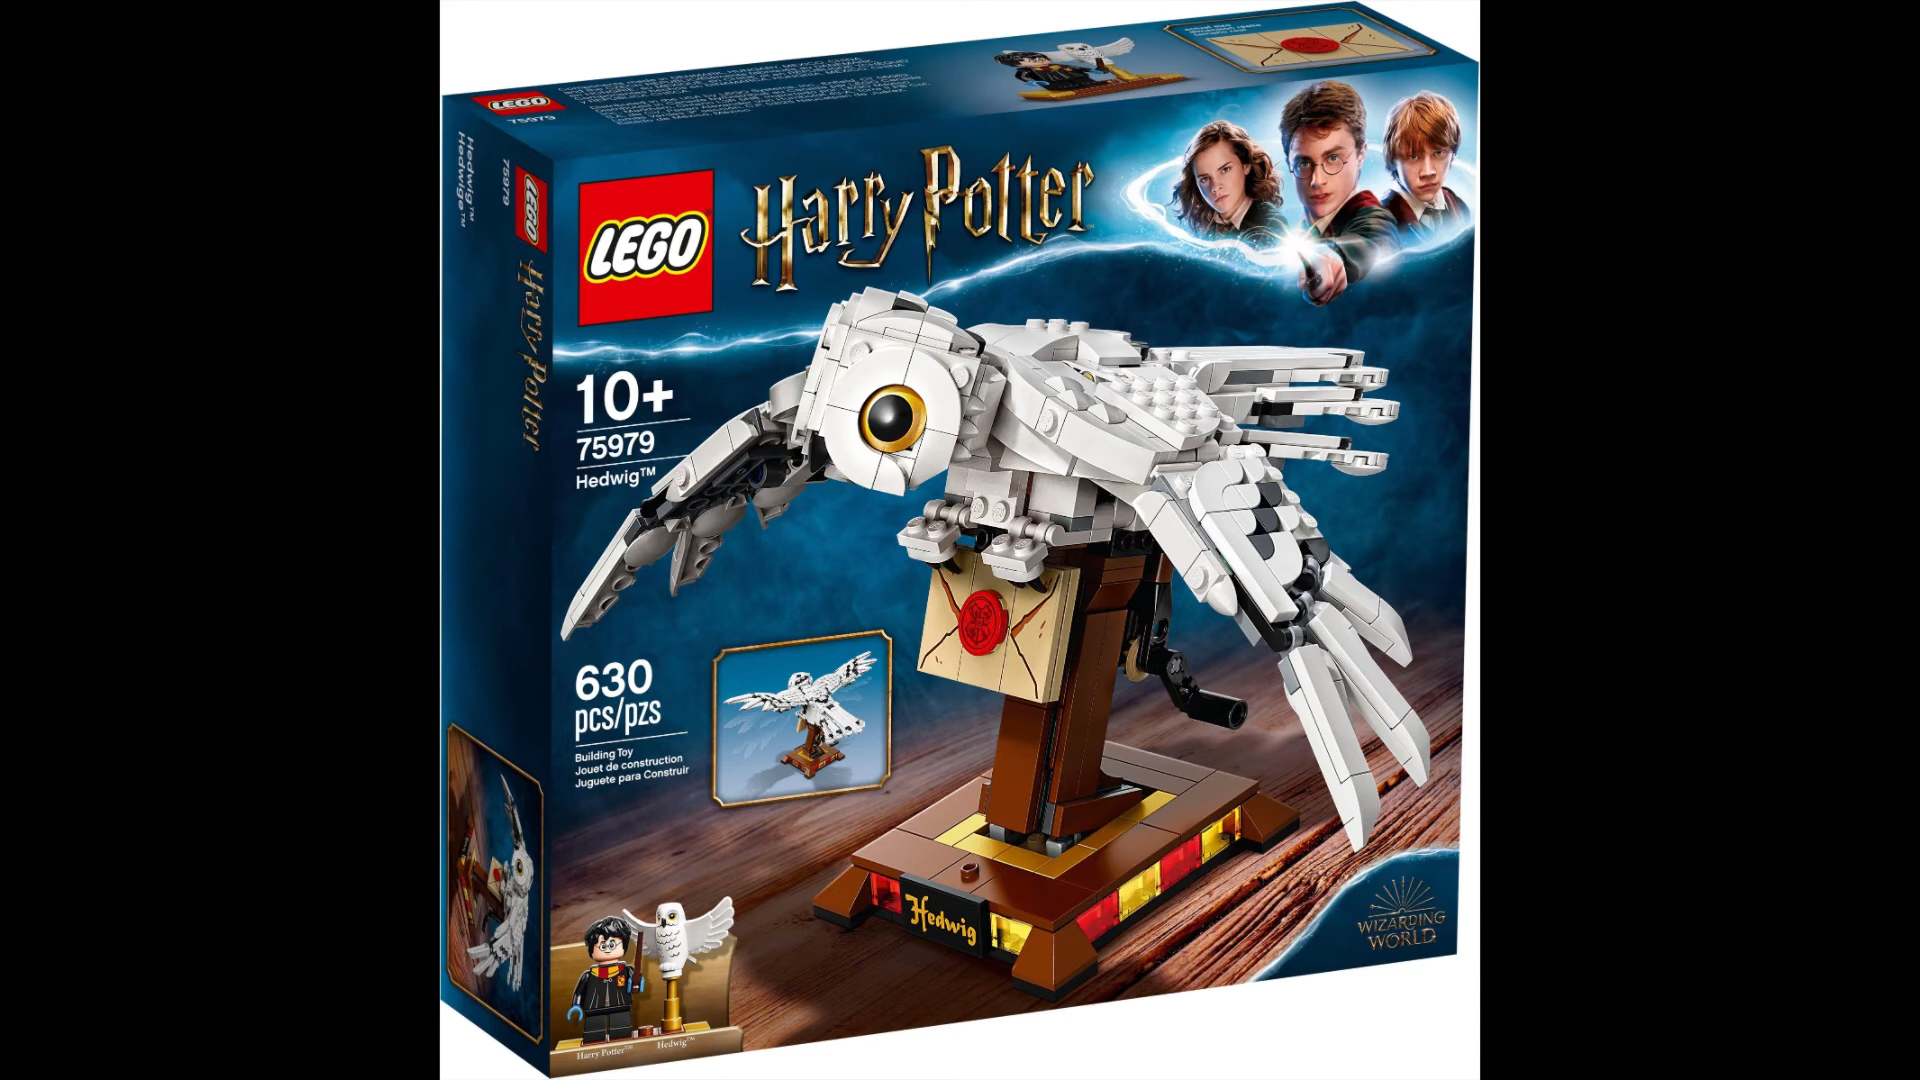 LEGO
75979
LEGO
75979
Hedwig™
Hedwige™
Harry Potter
LEGO
Harry Potter
10+
75979
Hedwig™
630
pcs/pzs
Building Toy
Jouet de construction
Juguete para Construir
Hedwig
Harry Potter™
Hedwig™
WIZARDING
WORLD